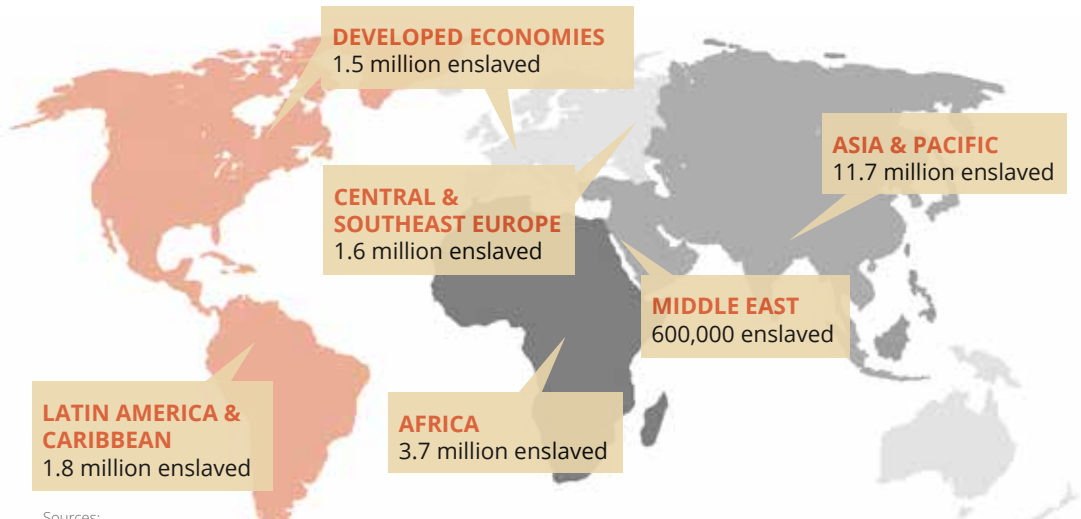 DEVELOPED ECONOMIES
1.5 million enslaved
ASIA & PACIFIC
11.7 million enslaved
CENTRAL &
SOUTHEAST EUROPE
1.6 million enslaved
MIDDLE EAST
600,000 enslaved
LATIN AMERICA &
CARIBBEAN
1.8 million enslaved
AFRICA
3.7 million enslaved
Sources: